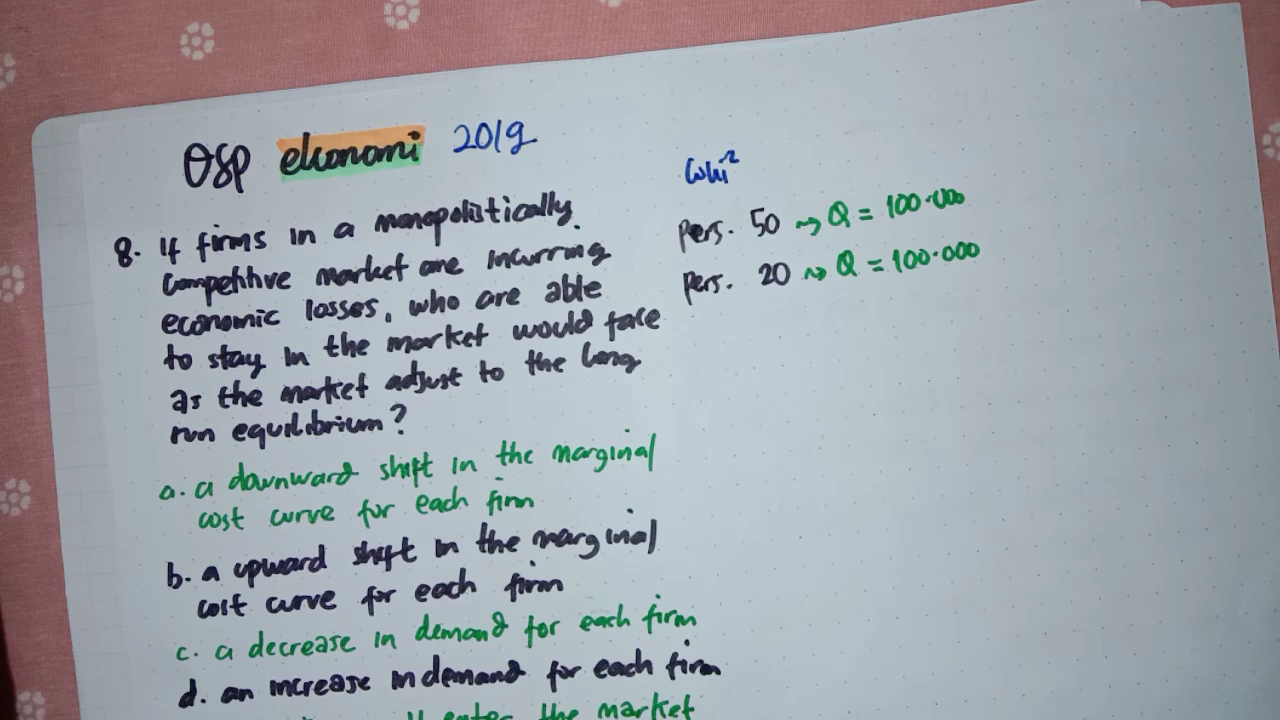 OSP ekonomi 2019
8. If firms in a monopolistically
competitive market are incurring
economic losses, who are able
to stay in the market would face
as the market adjust to the long
run equilibrium?
a. a downward shift in the marginal
cost curve for each firm
b. a upward shift in the marginal
cost curve for each firm
c. a decrease in demand for each firm
d. an increase in demand for each firm
enter the market
pers. 50 ⇝ Q = 100.000
pers. 20 ⇝ Q = 100.000